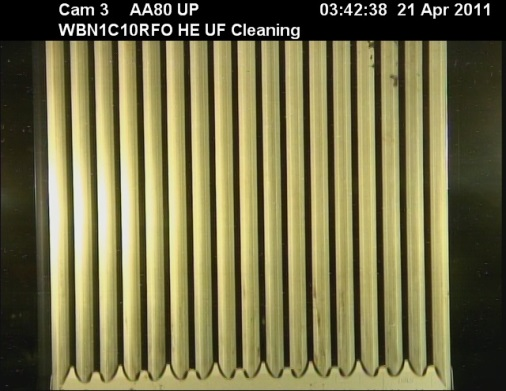 Cam 3 AA80 UP 03:42:38 21 Apr 2011
WBN1C10RFO HE UF Cleaning